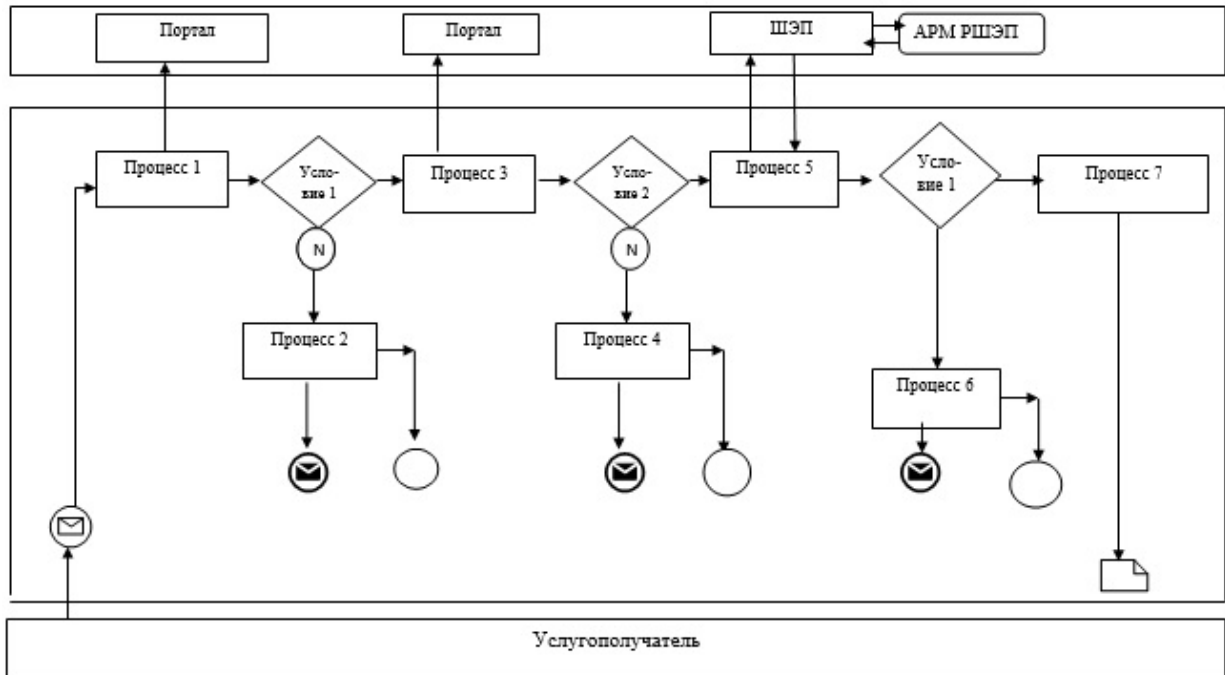 Портал
Портал
ШЭП
АРМ РШЭП
Процесс 1
Усло-
вие 1
Процесс 3
Усло-
вие 2
Процесс 5
Усло-
вие 1
Процесс 7
N
N
Процесс 2
Процесс 4
Процесс 6
Услугополучатель